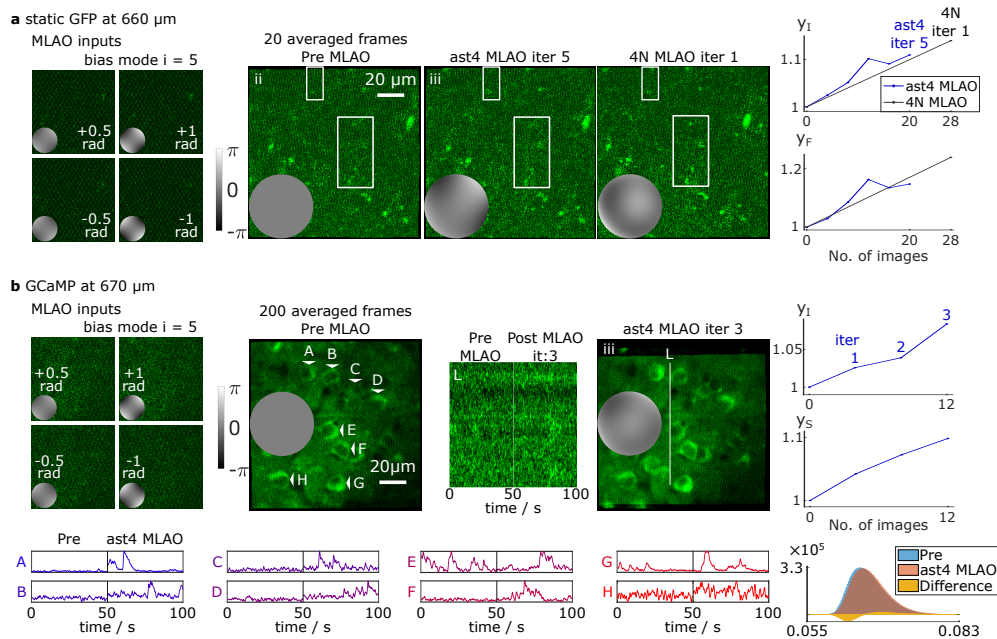 a static GFP at 660 µm
MLAO inputs
bias mode i = 5
+0.5
rad
+1
rad
-0.5
rad
-1
rad
π
0
-π
20 averaged frames
Pre MLAO
ii
20 µm
ast4 MLAO iter 5
iii
4N MLAO iter 1
yI
ast4
iter 5
4N
iter 1
1.1
1
ast4 MLAO
4N MLAO
0
20
28
yF
1.2
1
0
20
28
No. of images
b GCaMP at 670 µm
MLAO inputs
bias mode i = 5
+0.5
rad
+1
rad
-0.5
rad
-1
rad
π
0
-π
200 averaged frames
Pre MLAO
A
B
C
D
E
F
G
H
20µm
Pre
MLAO
Post MLAO
it:3
L
0
50
100
time / s
ast4 MLAO iter 3
iii
L
yI
iter
1
2
3
1.05
1
0
12
yS
1.1
1
0
12
No. of images
Pre
ast4 MLAO
A
B
0
50
100
time / s
C
D
0
50
100
time / s
E
F
0
50
100
time / s
G
H
0
50
100
time / s
×10^5
3.3
Pre
ast4 MLAO
Difference
0.055
0.083